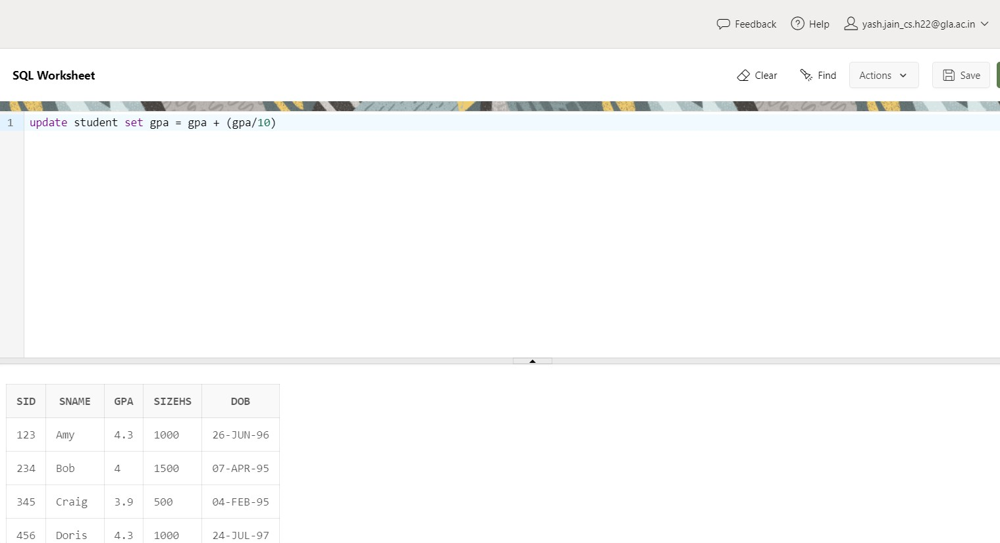 Feedback Help yash.jain_cs.h22@gla.ac.in
SQL Worksheet Clear Find Actions Save
1 update student set gpa = gpa + (gpa/10)
SID SNAME GPA SIZEHS DOB
123 Amy 4.3 1000 26-JUN-96
234 Bob 4 1500 07-APR-95
345 Craig 3.9 500 04-FEB-95
456 Doris 4.3 1000 24-JUL-97